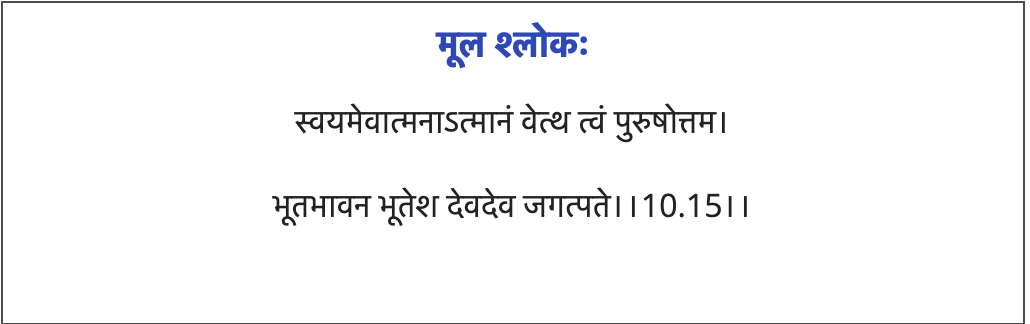 मूल श्लोकः
स्वयमेवात्मनाऽत्मानं वेत्थ त्वं पुरुषोत्तम।
भूतभावन भूतेश देवदेव जगत्पते।।10.15।।